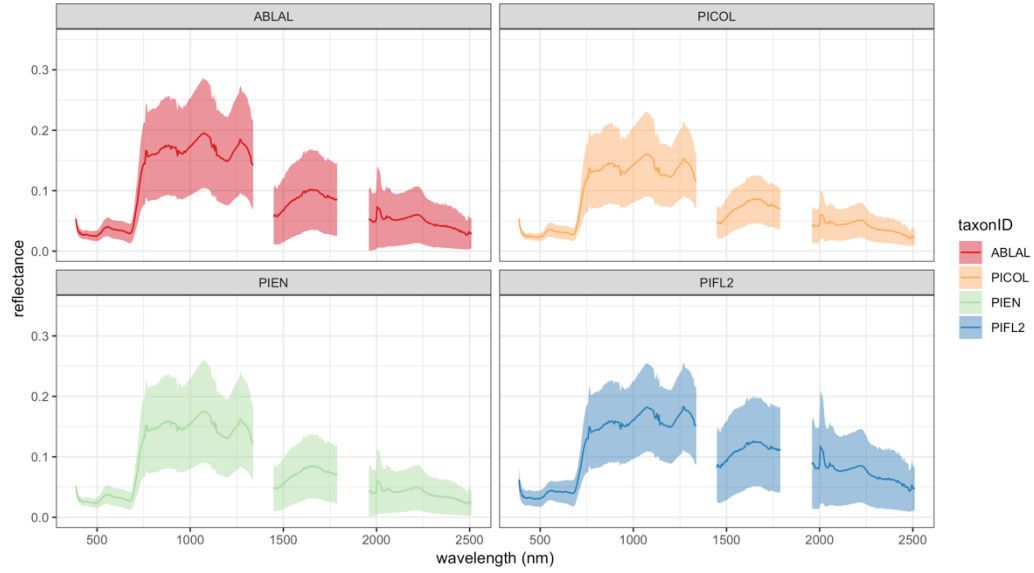 ABLAL
PICOL
0.3
0.2
0.1
0.0
PIEN
PIFL2
0.3
0.2
0.1
0.0
500
1000
1500
2000
2500
500
1000
1500
2000
2500
reflectance
wavelength (nm)
taxonID
ABLAL
PICOL
PIEN
PIFL2